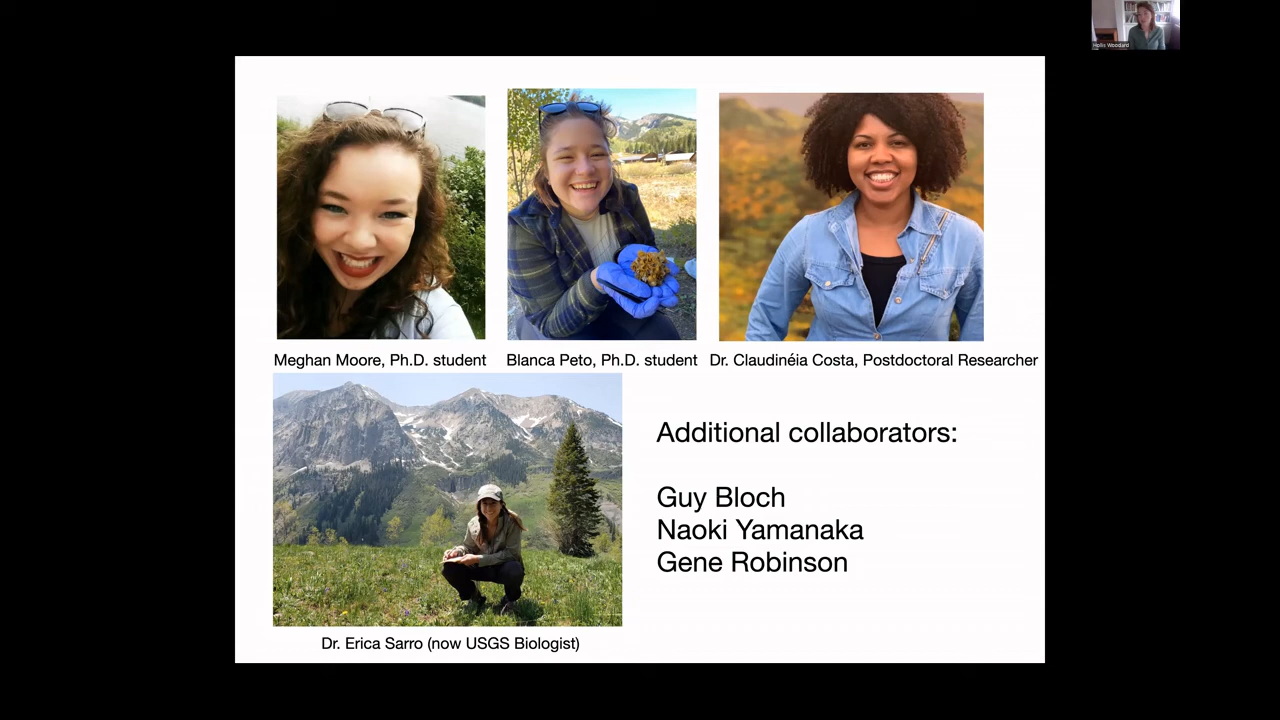 Hollis Woodard
Meghan Moore, Ph.D. student
Blanca Peto, Ph.D. student
Dr. Claudinéia Costa, Postdoctoral Researcher
Additional collaborators:
Guy Bloch
Naoki Yamanaka
Gene Robinson
Dr. Erica Sarro (now USGS Biologist)